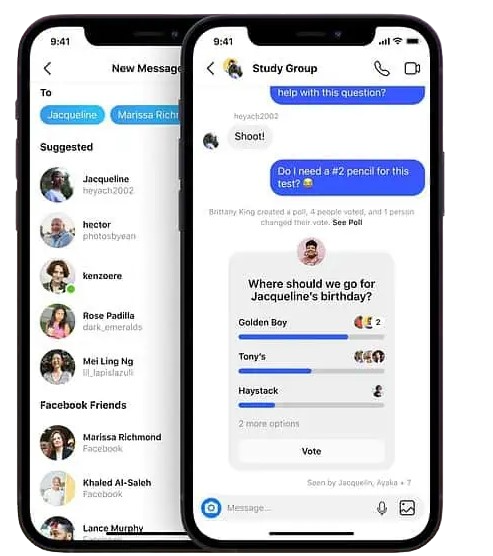 9:41
New Message
To
Jacqueline
Marissa Richm
Suggested
Jacqueline
heyach2002
hector
photosbyean
kenzoere
Rose Padilla
dark_emeralds
Mei Ling Ng
lil_lapislazuli
Facebook Friends
Marissa Richmond
Facebook
Khaled Al-Saleh
Facebook
Lance Murphy
9:41
Study Group
help with this question?
heyach2002
Shoot!
Do I need a #2 pencil for this
test? 😂
Brittany King created a poll, 4 people voted, and 1 person
changed their vote. See Poll
Where should we go for
Jacqueline's birthday?
Golden Boy
2
Tony's
Haystack
2 more options
Vote
Seen by Jacquelin, Ayaka + 7
Message...